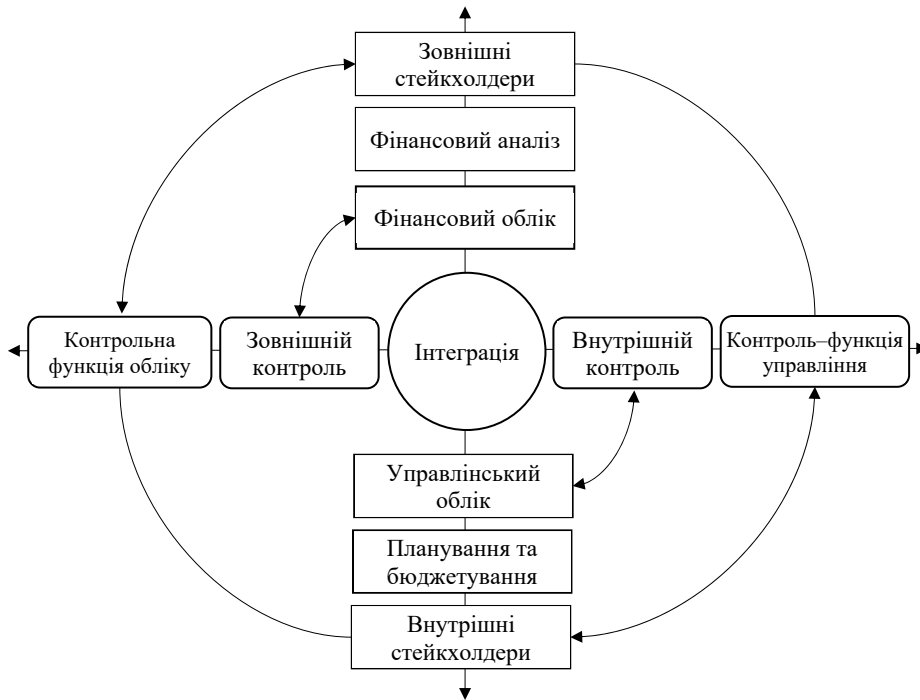 Зовнішні
стейкхолдери
Фінансовий аналіз
Фінансовий облік
Контрольна
функція обліку
Зовнішній
контроль
Інтеграція
Внутрішній
контроль
Контроль–функція
управління
Управлінський
облік
Планування та
бюджетування
Внутрішні
стейкхолдери